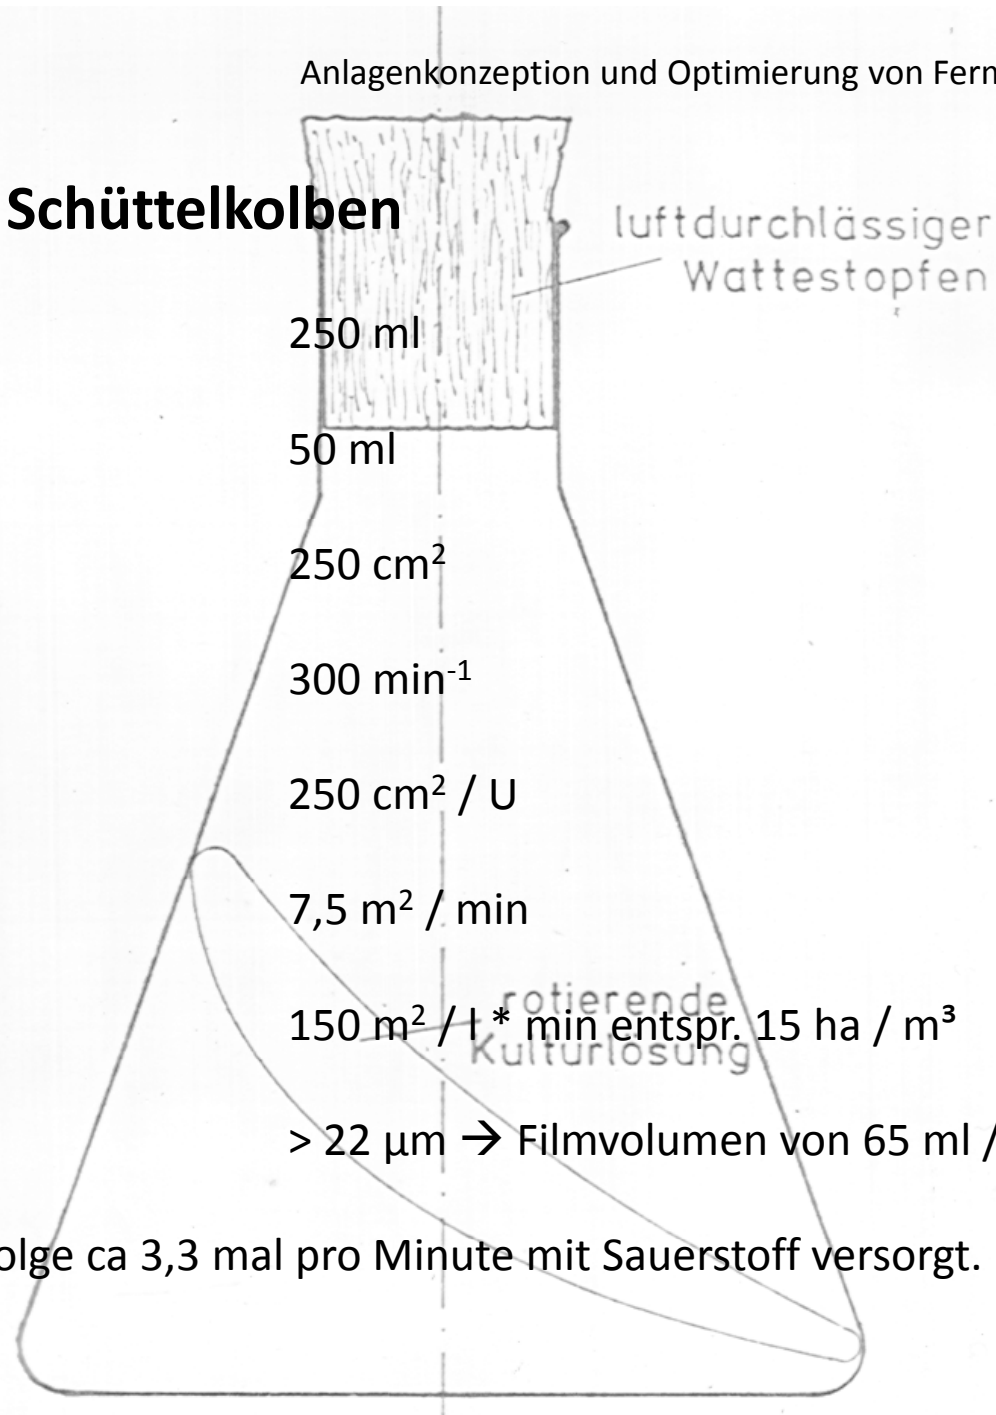 Anlagenkonzeption und Optimierung von
Schüttelkolben
luftdurchlässiger
Wattestopfen
250 ml
50 ml
250 cm²
300 min⁻¹
250 cm² / U
7,5 m² / min
rotierende
Kulturlösung
150 m² / l * min entspr. 15 ha / m³
> 22 µm → Filmvolumen von 65 ml /
ca 3,3 mal pro Minute mit Sauerstoff versorgt.